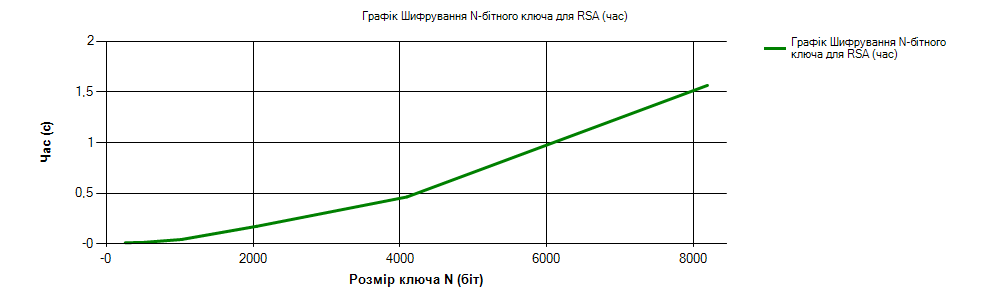 Графік Шифрування N-бітного ключа для RSA (час)
Графік Шифрування N-бітного
ключа для RSA (час)
2
1,5
1
0,5
-0
Час (с)
-0 2000 4000 6000 8000
Розмір ключа N (біт)